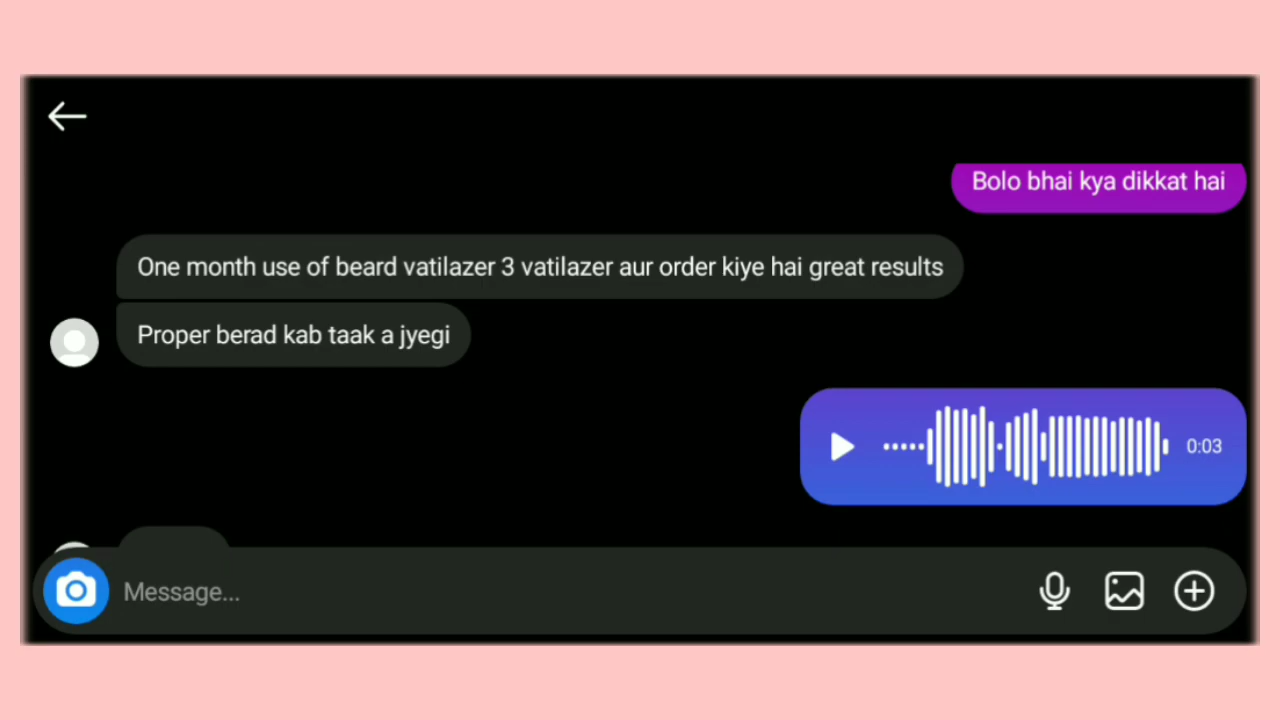 Bolo bhai kya dikkat hai
One month use of beard vatilazer 3 vatilazer aur order kiye hai great results
Proper berad kab taak a jyegi
0:03
Message...